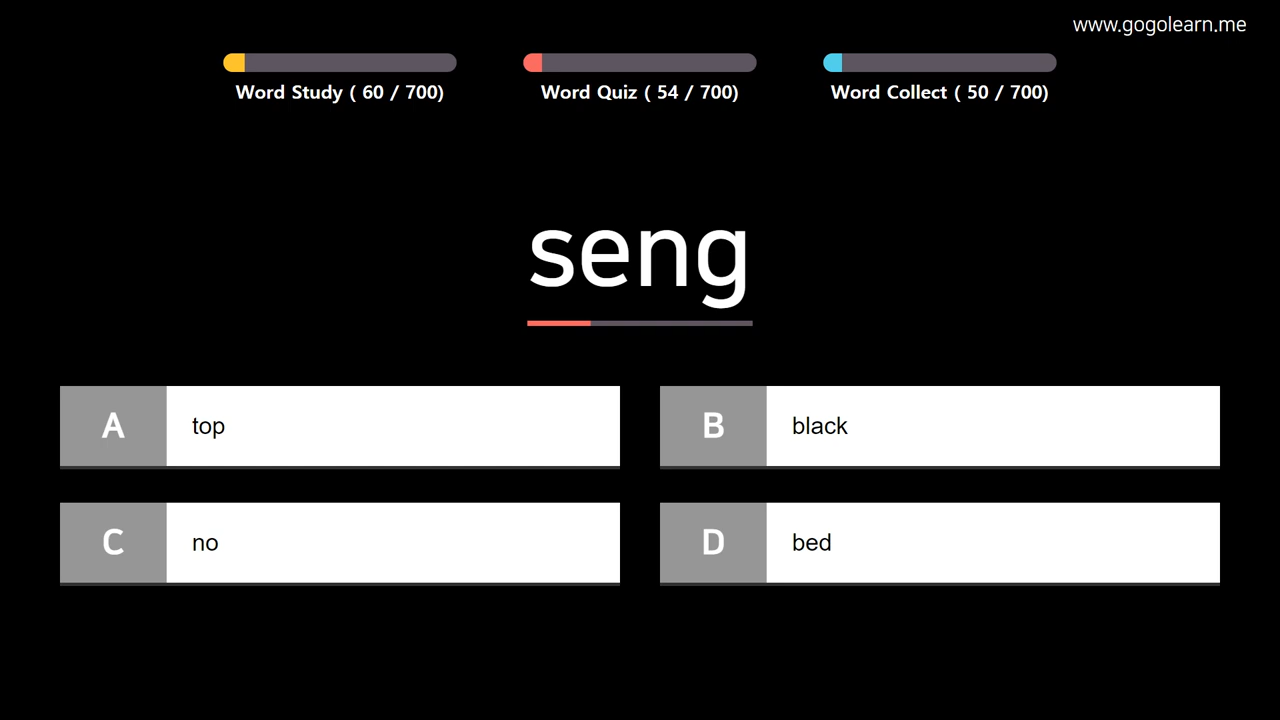 www.gogolearn.me
Word Study ( 60 / 700)
Word Quiz ( 54 / 700)
Word Collect ( 50 / 700)
seng
A top
B black
C no
D bed